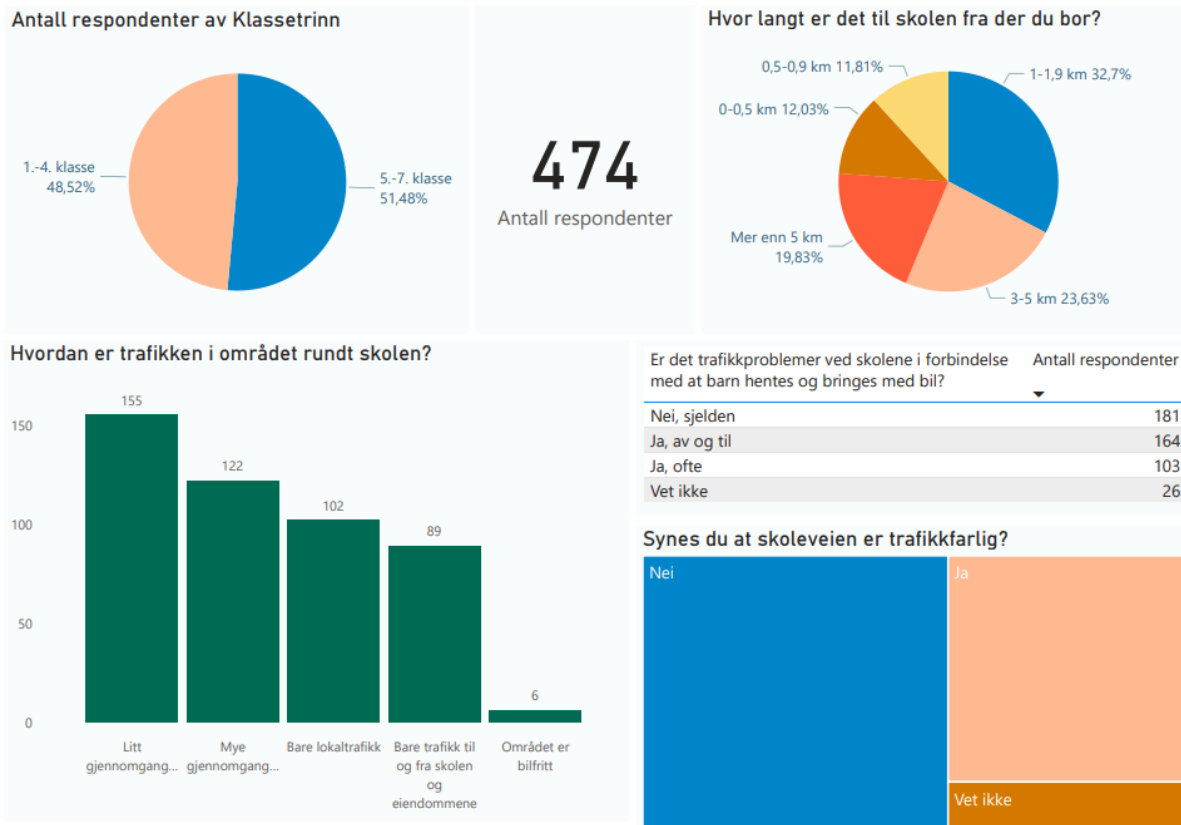 Antall respondenter av Klassetrinn
1.-4. klasse
48,52%
5.-7. klasse
51,48%
474
Antall respondenter
Hvor langt er det til skolen fra der du bor?
0,5-0,9 km 11,81%
1-1,9 km 32,7%
0-0,5 km 12,03%
Mer enn 5 km
19,83%
3-5 km 23,63%
Hvordan er trafikken i området rundt skolen?
150
100
50
0
155
122
102
89
6
Litt
gjennomgang...
Mye
gjennomgang...
Bare lokaltrafikk
Bare trafikk til
og fra skolen
og
eiendommene
Området er
bilfritt
Er det trafikkproblemer ved skolene i forbindelse
med at barn hentes og bringes med bil?
Antall respondenter
Nei, sjelden 181
Ja, av og til 164
Ja, ofte 103
Vet ikke 26
Synes du at skoleveien er trafikkfarlig?
Nei
Ja
Vet ikke